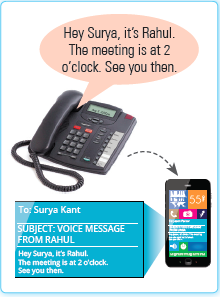 Hey Surya, it's Rahul.
The meeting is at 2
o'clock. See you then.
To: Surya Kant
SUBJECT: VOICE MESSAGE
FROM RAHUL
Hey Surya, it's Rahul.
The meeting is at 2 o'clock.
See you then.
55°